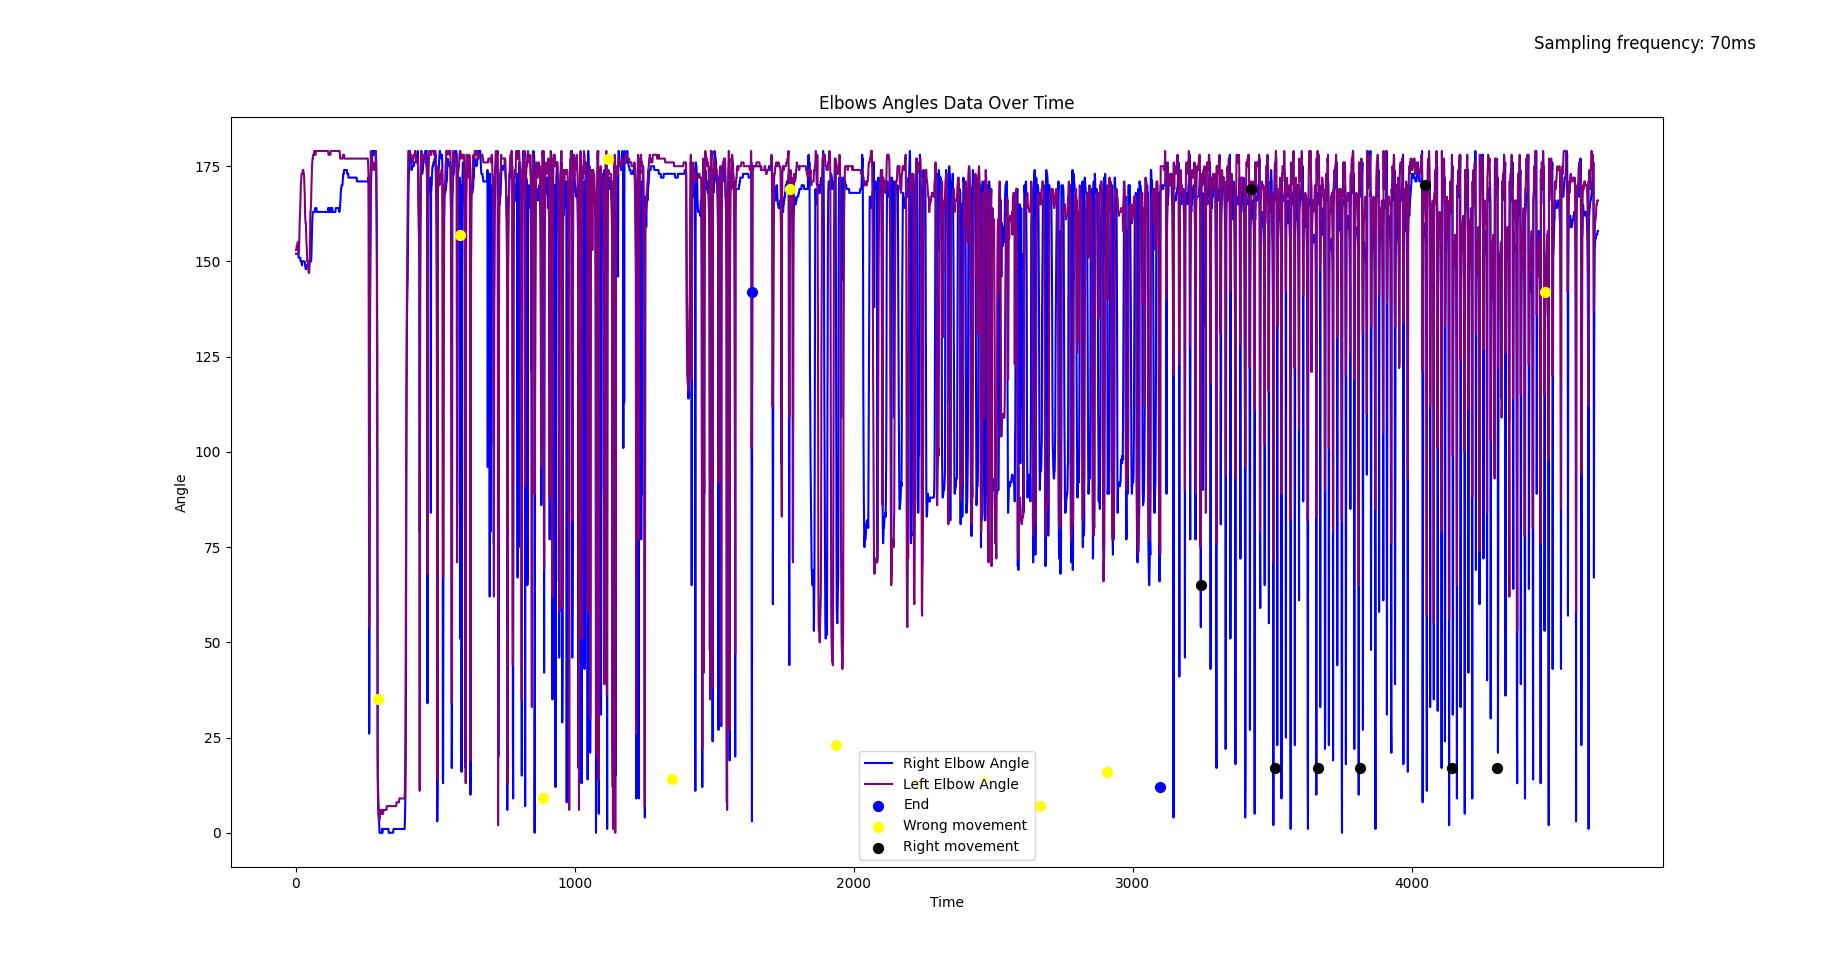 Sampling frequency: 70ms
Elbows Angles Data Over Time
175
150
125
100
75
50
25
0
Angle
Right Elbow Angle
Left Elbow Angle
End
Wrong movement
Right movement
0
1000
2000
3000
4000
Time